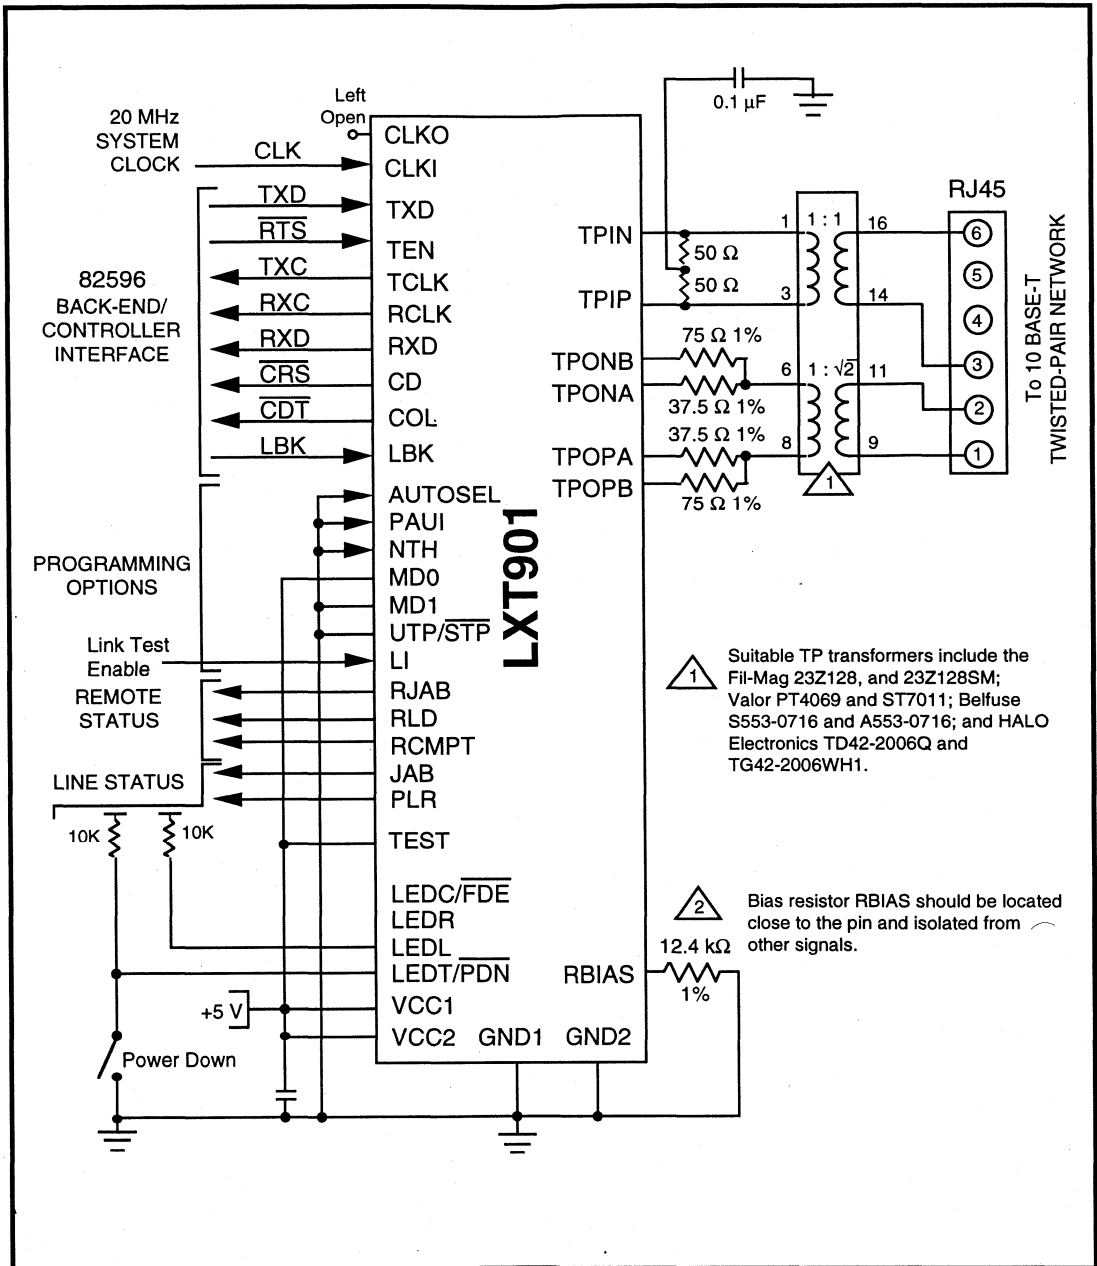 Left
Open
20 MHz
SYSTEM
CLOCK
CLK
CLKO
CLKI
0.1 µF
RJ45
82596
BACK-END/
CONTROLLER
INTERFACE
TXD
RTS
TXC
RXC
RXD
CRS
CDT
LBK
TXD
TEN
TCLK
RCLK
RXD
CD
COL
LBK
TPIN
TPIP
TPONB
TPONA
TPOPA
TPOPB
50 Ω
50 Ω
75 Ω 1%
37.5 Ω 1%
37.5 Ω 1%
75 Ω 1%
1
3
6
8
1 : 1
1 : √2
16
14
11
9
1
6
5
4
3
2
1
To 10 BASE-T
TWISTED-PAIR NETWORK
PROGRAMMING
OPTIONS
Link Test
Enable
AUTOSEL
PAUI
NTH
MD0
MD1
UTP/STP
LI
LXT901
REMOTE
STATUS
RJAB
RLD
RCMPT
LINE STATUS
JAB
PLR
10K
10K
TEST
LEDC/FDE
LEDR
LEDL
LEDT/PDN
+5 V
VCC1
VCC2
GND1
GND2
RBIAS
12.4 kΩ
1%
Power Down
1
Suitable TP transformers include the
Fil-Mag 23Z128, and 23Z128SM;
Valor PT4069 and ST7011; Belfuse
S553-0716 and A553-0716; and HALO
Electronics TD42-2006Q and
TG42-2006WH1.
2
Bias resistor RBIAS should be located
close to the pin and isolated from
other signals.